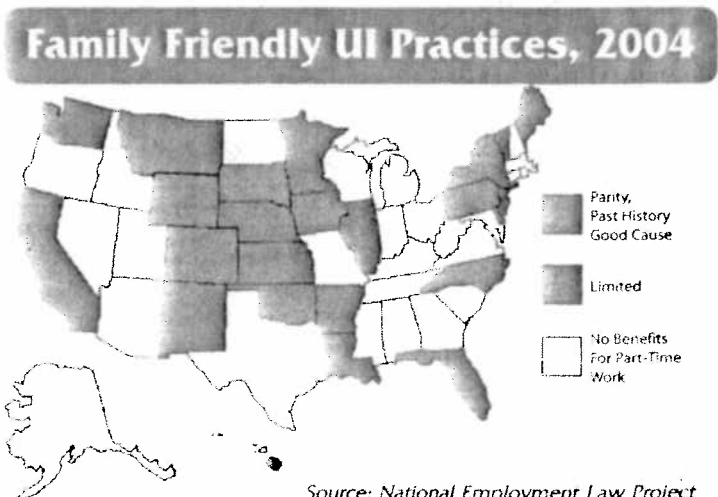 Family Friendly UI Practices, 2004
Parity,
Past History
Good Cause
Limited
No Benefits
For Part-Time
Work
Source: National Employment Law Project